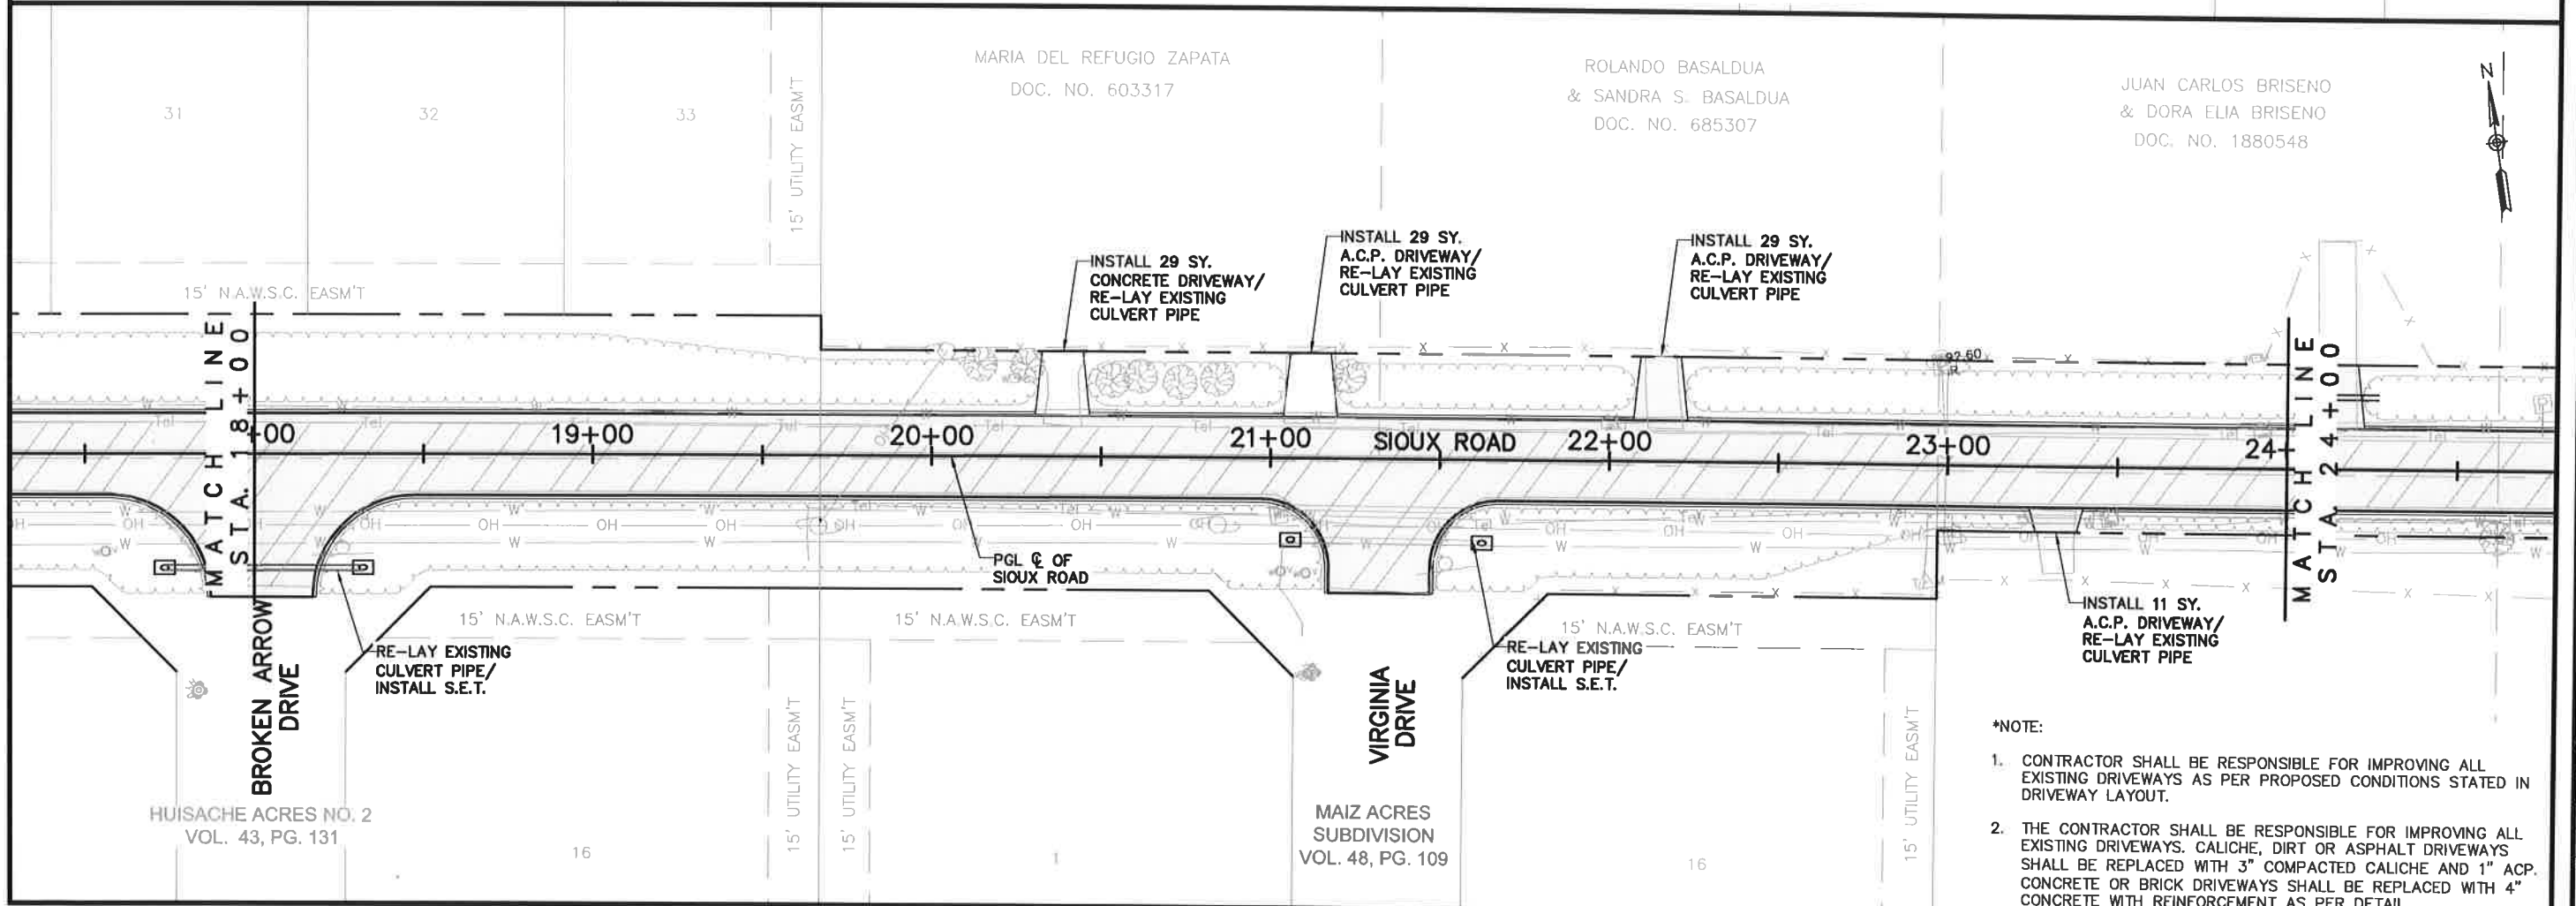 MARIA DEL REFUGIO ZAPATA
DOC. NO. 603317
ROLANDO BASALDUA
& SANDRA S. BASALDUA
DOC. NO. 685307
JUAN CARLOS BRISENO
& DORA ELIA BRISENO
DOC. NO. 1880548
N
31
32
33
15' UTILITY EASM'T
15' N.A.W.S.C. EASM'T
INSTALL 29 SY.
CONCRETE DRIVEWAY/
RE-LAY EXISTING
CULVERT PIPE
INSTALL 29 SY.
A.C.P. DRIVEWAY/
RE-LAY EXISTING
CULVERT PIPE
INSTALL 29 SY.
A.C.P. DRIVEWAY/
RE-LAY EXISTING
CULVERT PIPE
92.60
MATCH LINE
STA. 18+00
+00
19+00
20+00
21+00
SIOUX ROAD
22+00
23+00
24+
MATCH LINE
STA. 24+00
PGL ℄ OF
SIOUX ROAD
RE-LAY EXISTING
CULVERT PIPE/
INSTALL S.E.T.
15' N.A.W.S.C. EASM'T
15' N.A.W.S.C. EASM'T
15' N.A.W.S.C. EASM'T
RE-LAY EXISTING
CULVERT PIPE/
INSTALL S.E.T.
INSTALL 11 SY.
A.C.P. DRIVEWAY/
RE-LAY EXISTING
CULVERT PIPE
BROKEN ARROW
DRIVE
HUISACHE ACRES NO. 2
VOL. 43, PG. 131
16
15' UTILITY EASM'T
15' UTILITY EASM'T
1
VIRGINIA
DRIVE
MAIZ ACRES
SUBDIVISION
VOL. 48, PG. 109
16
15' UTILITY EASM'T
*NOTE:
1. CONTRACTOR SHALL BE RESPONSIBLE FOR IMPROVING ALL
EXISTING DRIVEWAYS AS PER PROPOSED CONDITIONS STATED IN
DRIVEWAY LAYOUT.
2. THE CONTRACTOR SHALL BE RESPONSIBLE FOR IMPROVING ALL
EXISTING DRIVEWAYS. CALICHE, DIRT OR ASPHALT DRIVEWAYS
SHALL BE REPLACED WITH 3" COMPACTED CALICHE AND 1" ACP.
CONCRETE OR BRICK DRIVEWAYS SHALL BE REPLACED WITH 4"
CONCRETE WITH REINFORCEMENT AS PER DETAIL